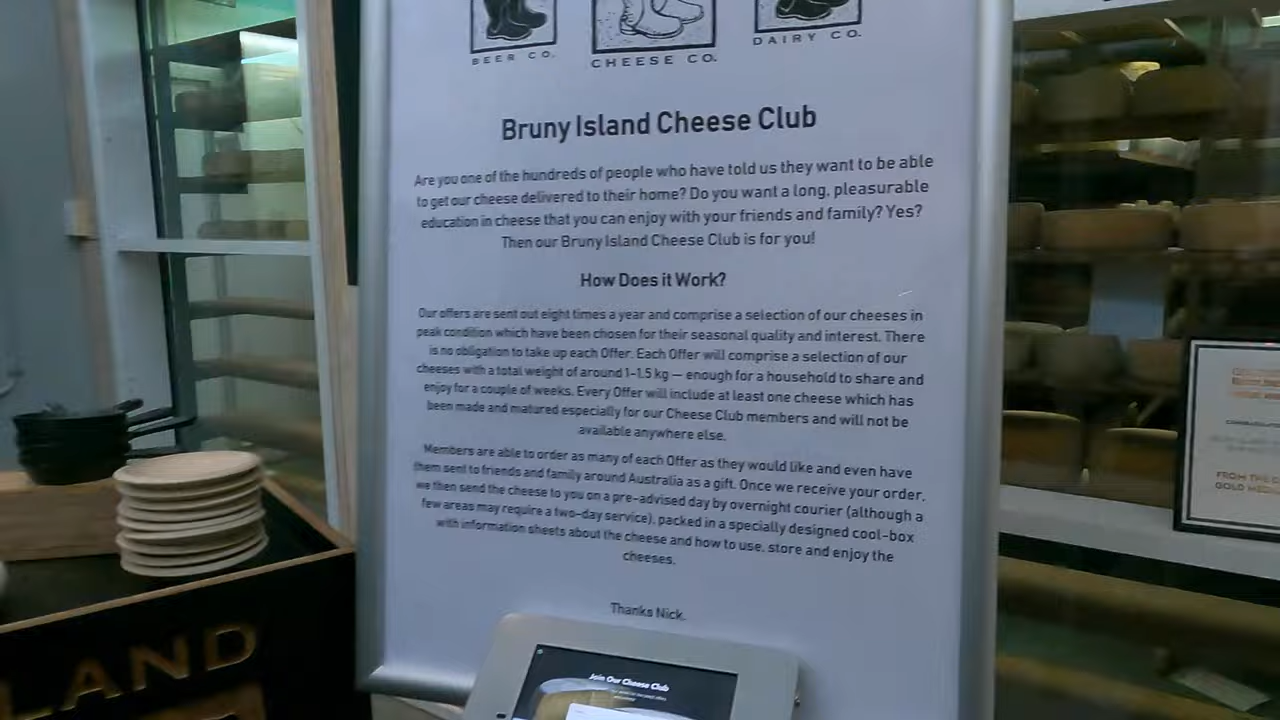 BEER CO.
CHEESE CO.
DAIRY CO.
Bruny Island Cheese Club
Are you one of the hundreds of people who have told us they want to be able
to get our cheese delivered to their home? Do you want a long, pleasurable
education in cheese that you can enjoy with your friends and family? Yes?
Then our Bruny Island Cheese Club is for you!
How Does it Work?
Our offers are sent out eight times a year and comprise a selection of our cheeses in
peak condition which have been chosen for their seasonal quality and interest. There
is no obligation to take up each Offer. Each Offer will comprise a selection of our
cheeses with a total weight of around 1-1.5 kg — enough for a household to share and
enjoy for a couple of weeks. Every Offer will include at least one cheese which has
been made and matured especially for our Cheese Club members and will not be
available anywhere else.
Members are able to order as many of each Offer as they would like and even have
them sent to friends and family around Australia as a gift. Once we receive your order,
we then send the cheese to you on a pre-advised day by overnight courier (although a
few areas may require a two-day service), packed in a specially designed cool-box
with information sheets about the cheese and how to use, store and enjoy the
cheeses.
Thanks Nick.
Join Our Cheese Club
LAND
FROM THE
GOLD